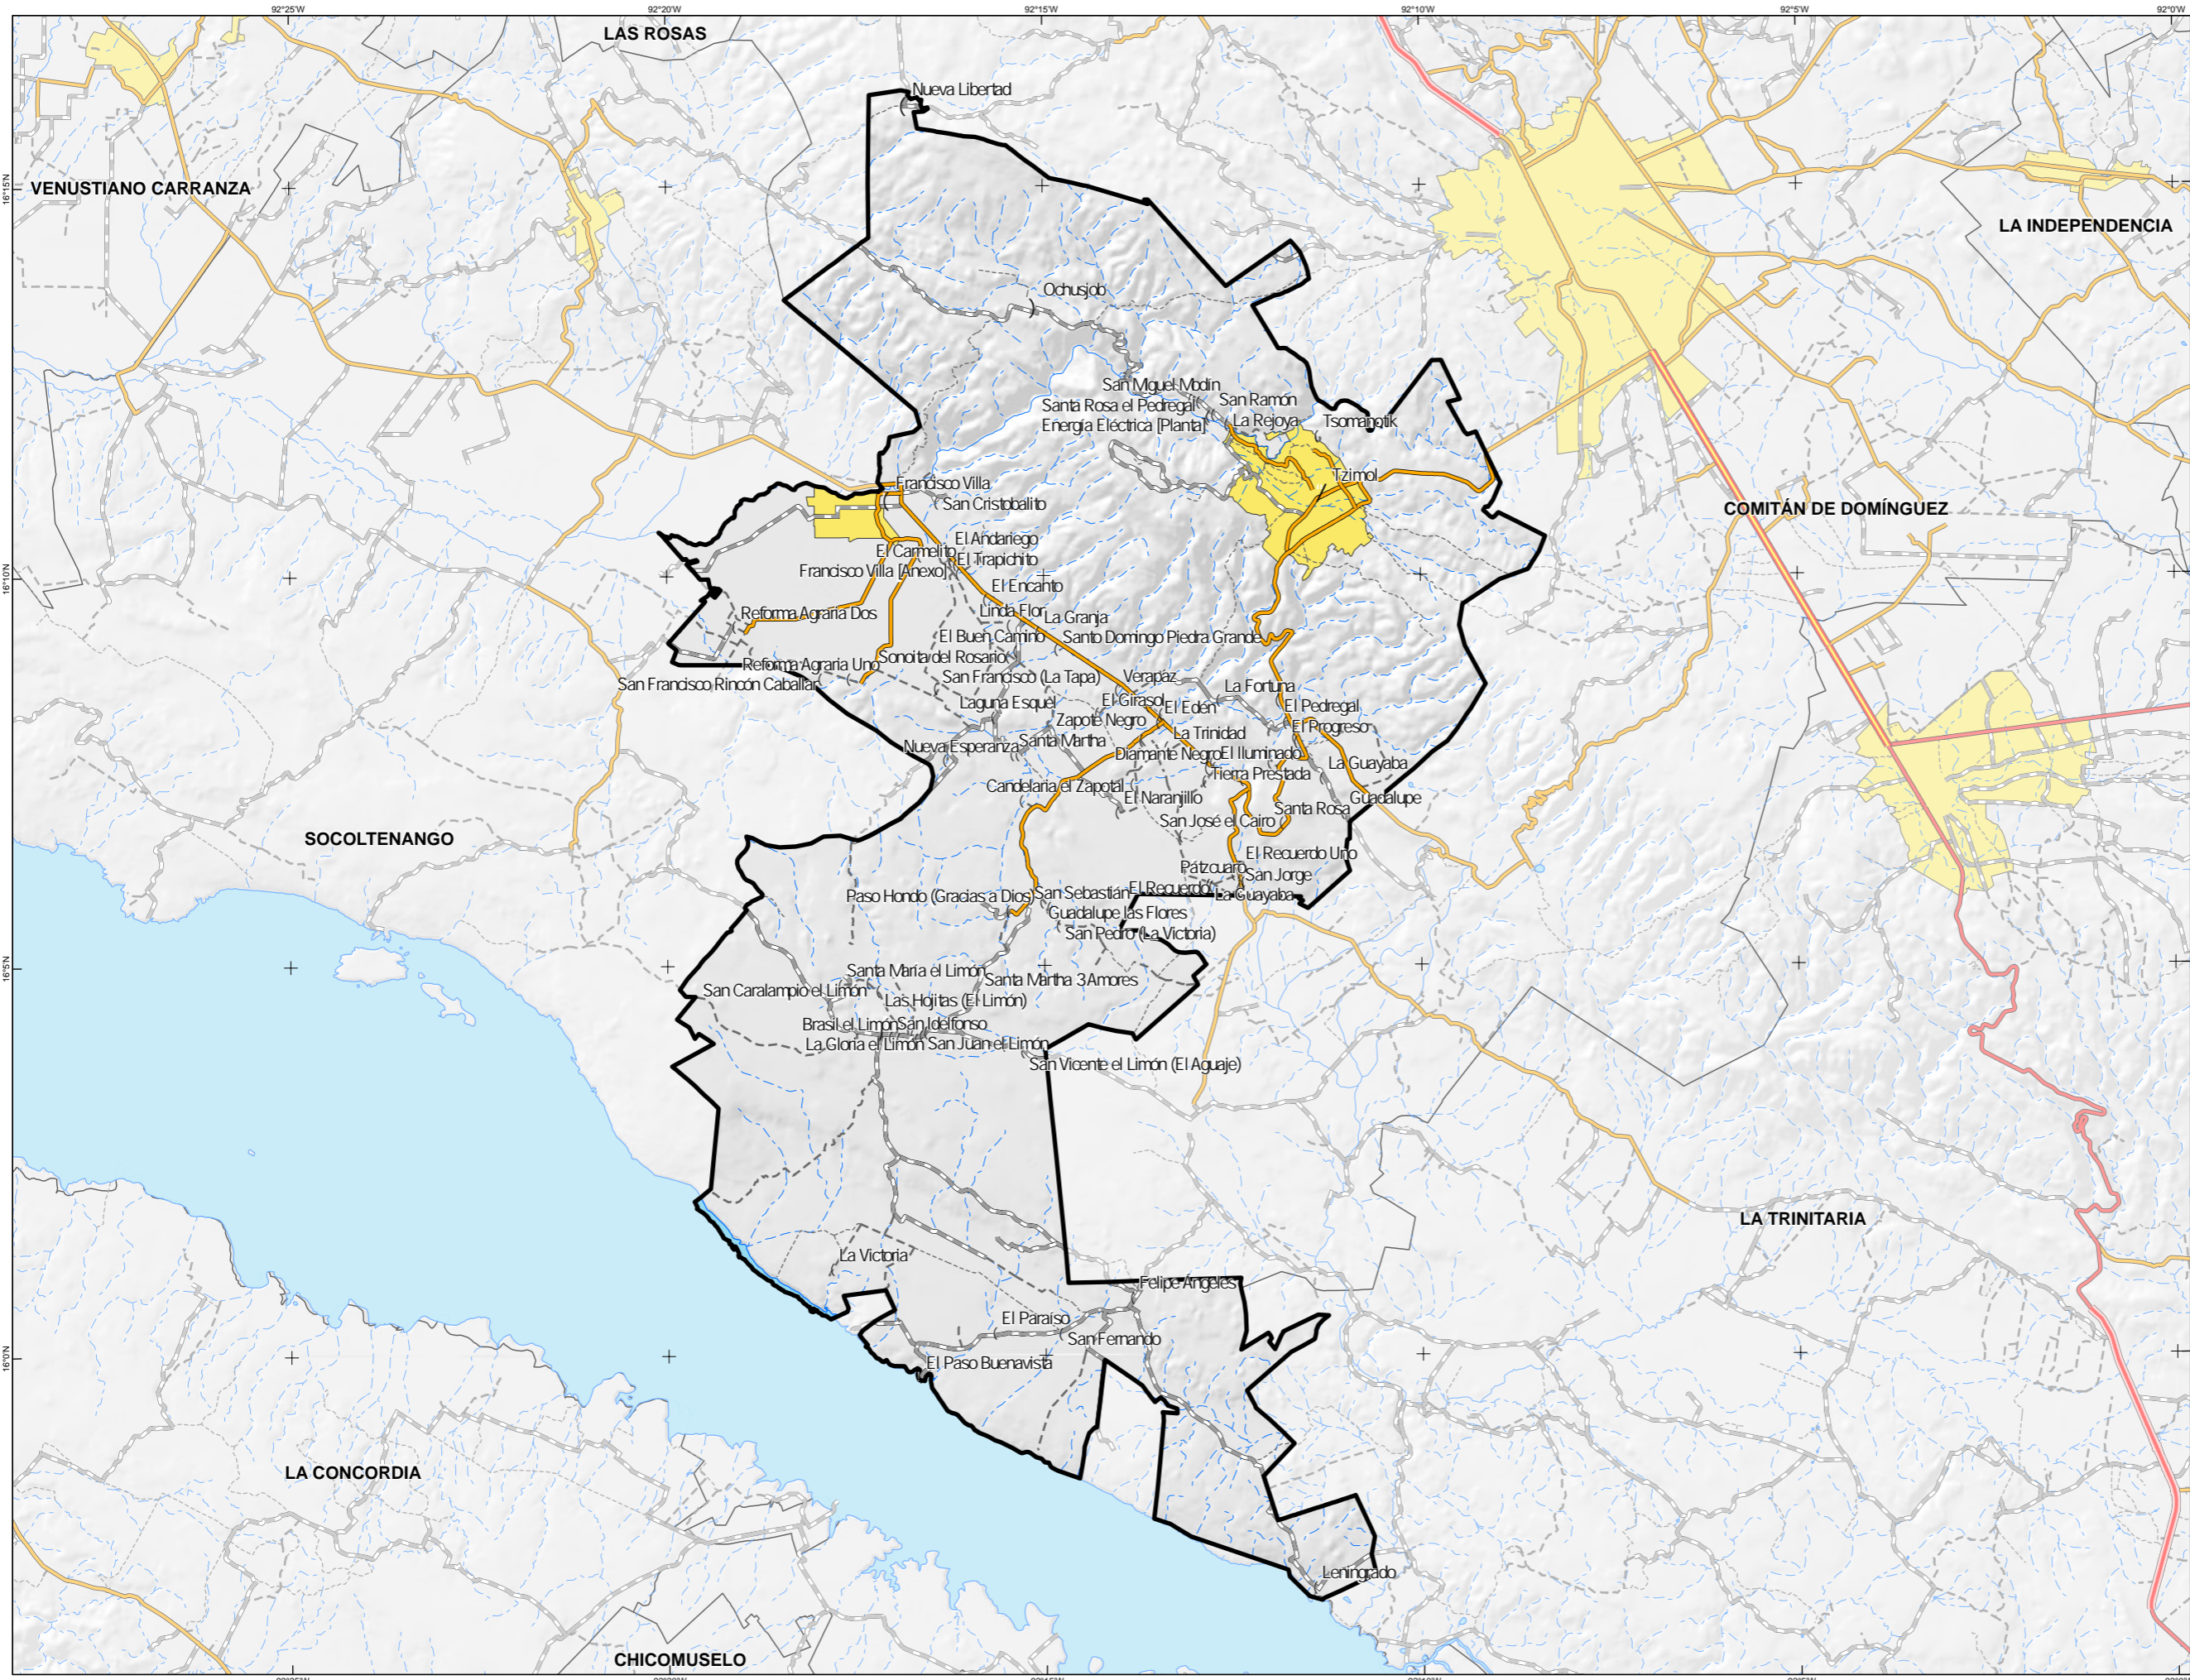 92°25'W
92°20'W
92°15'W
92°10'W
92°5'W
92°0'W
LAS ROSAS
Nueva Libertad
16°15'N
VENUSTIANO CARRANZA
LA INDEPENDENCIA
Ochusjob
San Miguel Modín
San Ramón
Santa Rosa el Pedregal
La Rejoya
Tsomanotik
Energía Eléctrica [Planta]
Tzimol
Francisco Villa
San Cristobalito
COMITÁN DE DOMÍNGUEZ
El Andariego
El Carmelito
El Trapichito
Francisco Villa [Anexo]
16°10'N
El Encanto
Linda Flor
La Granja
Reforma Agraria Dos
El Buen Camino
Santo Domingo Piedra Grande
Sonoita del Rosario
Reforma Agraria Uno
San Francisco (La Tapa)
Verapaz
San Francisco Rincón Caballar
La Fortuna
Laguna Esquel
El Girasol
El Edén
El Pedregal
Zapote Negro
El Progreso
La Trinidad
Santa Martha
Nueva Esperanza
Diamante Negro
El Iluminado
La Guayaba
Tierra Prestada
Candelaria el Zapotal
El Naranjillo
Guadalupe
Santa Rosa
San José el Cairo
SOCOLTENANGO
El Recuerdo Uno
Pátzcuaro
San Jorge
El Recuerdo
Paso Hondo (Gracias a Dios)
San Sebastián
La Guayaba
Guadalupe las Flores
San Pedro (La Victoria)
16°5'N
Santa María el Limón
Santa Martha 3 Amores
San Caralampio el Limón
Las Hojitas (El Limón)
Brasil el Limón
San Idelfonso
La Gloria el Limón
San Juan el Limón
San Vicente el Limón (El Aguaje)
LA TRINITARIA
La Victoria
Felipe Ángeles
El Paraíso
San Fernando
16°0'N
El Paso Buenavista
LA CONCORDIA
Leningrado
CHICOMUSELO